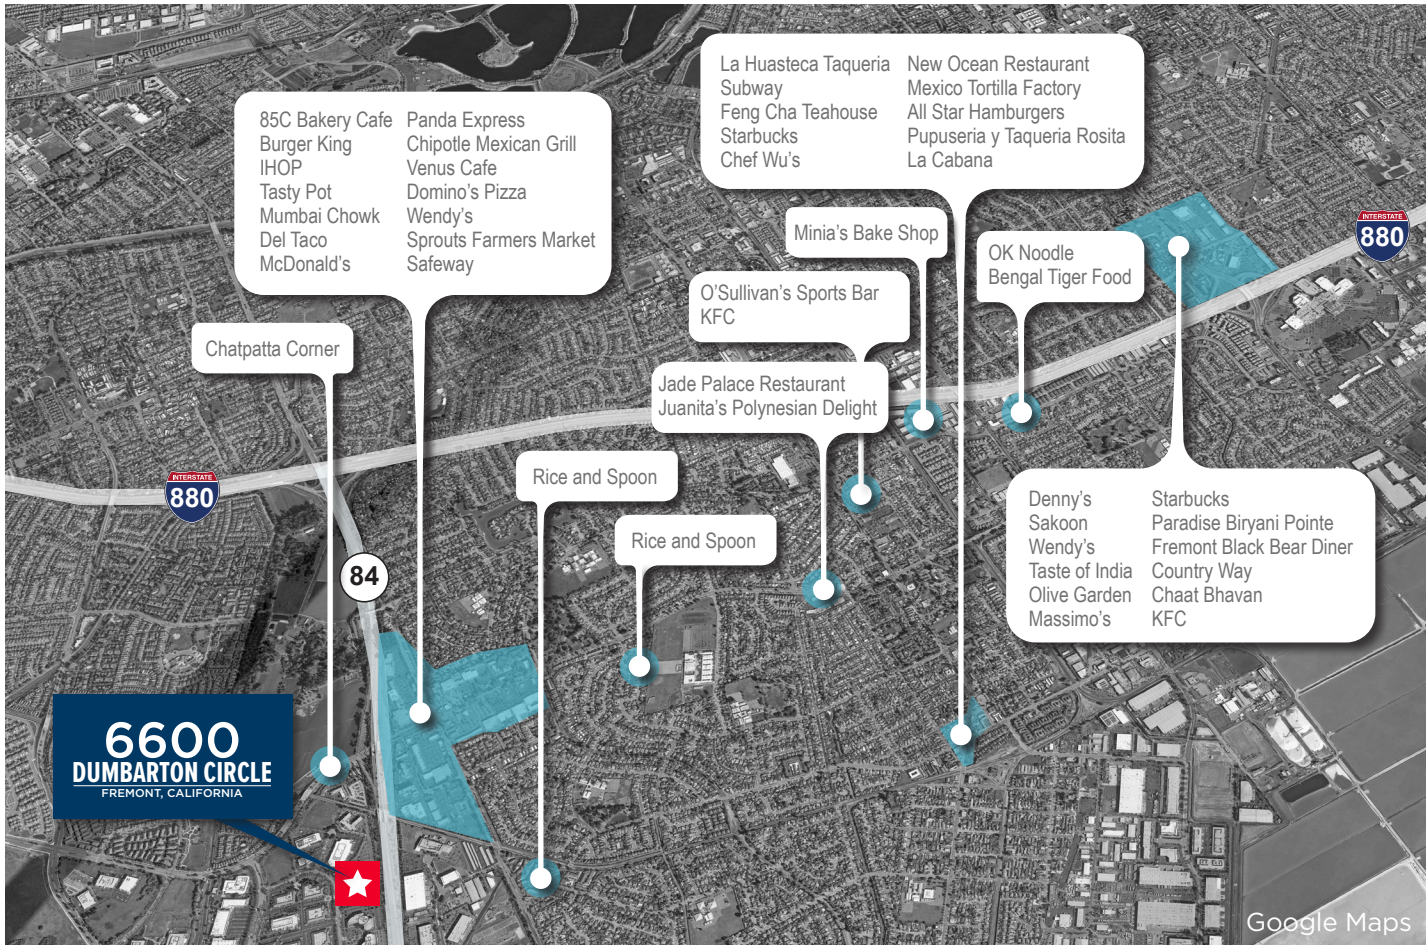 La Huasteca Taqueria
Subway
Feng Cha Teahouse
Starbucks
Chef Wu's
New Ocean Restaurant
Mexico Tortilla Factory
All Star Hamburgers
Pupuseria y Taqueria Rosita
La Cabana
85C Bakery Cafe
Burger King
IHOP
Tasty Pot
Mumbai Chowk
Del Taco
McDonald's
Panda Express
Chipotle Mexican Grill
Venus Cafe
Domino's Pizza
Wendy's
Sprouts Farmers Market
Safeway
Minia's Bake Shop
OK Noodle
Bengal Tiger Food
INTERSTATE
880
O'Sullivan's Sports Bar
KFC
Chatpatta Corner
Jade Palace Restaurant
Juanita's Polynesian Delight
INTERSTATE
880
Rice and Spoon
Rice and Spoon
84
Denny's
Sakoon
Wendy's
Taste of India
Olive Garden
Massimo's
Starbucks
Paradise Biryani Pointe
Fremont Black Bear Diner
Country Way
Chaat Bhavan
KFC
6600
DUMBARTON CIRCLE
FREMONT, CALIFORNIA
Google Maps